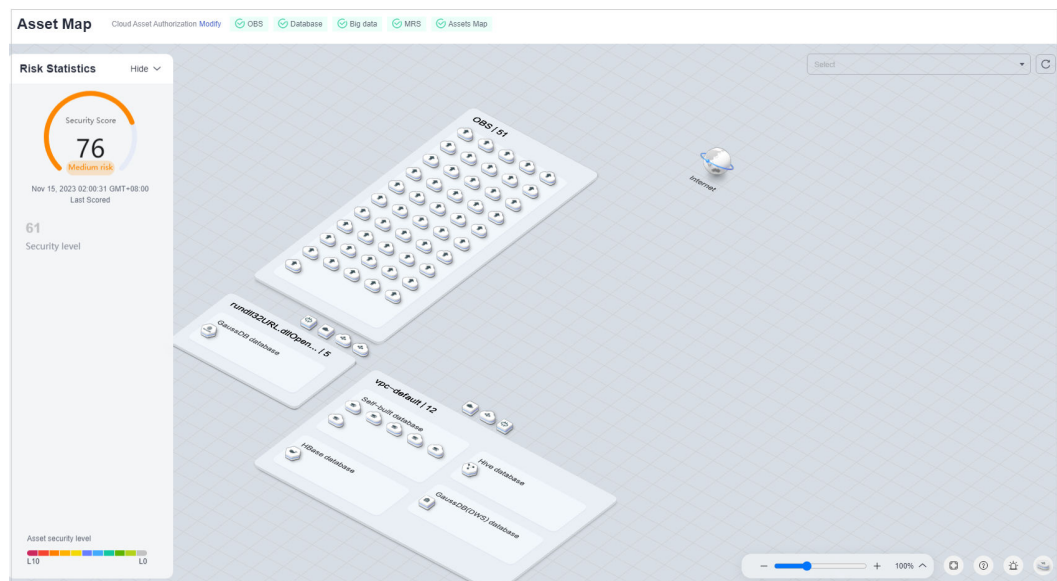 Asset Map
Cloud Asset Authorization Modify
OBS
Database
Big data
MRS
Assets Map
Risk Statistics
Hide
Select
Security Score
76
Medium risk
Nov 15, 2023 02:00:31 GMT+08:00
Last Scored
61
Security level
OBS | 51
Internet
rundll32URL.dllOpen... | 5
GaussDB database
vpc-default | 12
Self-built database
HBase database
Hive database
GaussDB(DWS) database
Asset security level
L10
L0
100%